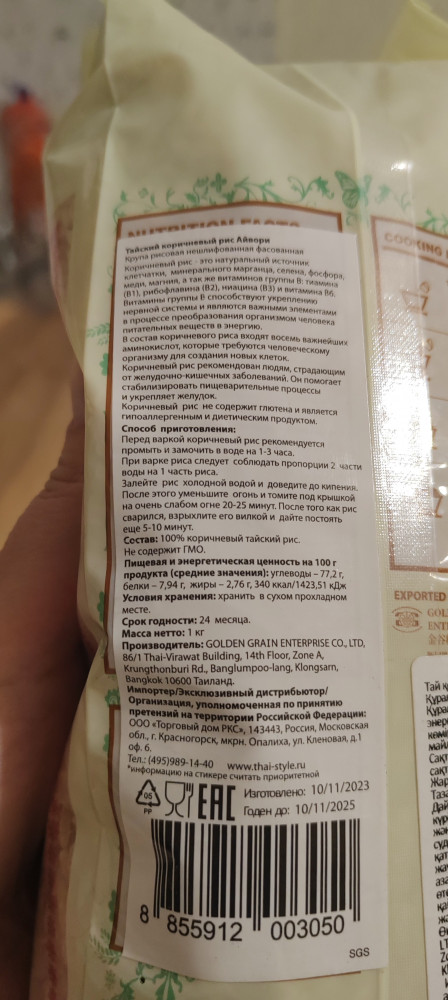 NUTRITION FACTS
Тайский коричневый рис Айвори
Крупа рисовая нешлифованная фасованная
Коричневый рис - это натуральный источник
клетчатки, минерального марганца, селена, фосфора,
меди, магния, а так же витаминов группы В: тиамина
(В1), рибофлавина (В2), ниацина (В3) и витамина В6.
Витамины группы В способствуют укреплению
нервной системы и являются важными элементами
в процессе преобразования организмом человека
питательных веществ в энергию.
В состав коричневого риса входят восемь важнейших
аминокислот, которые требуются человеческому
организму для создания новых клеток.
Коричневый рис рекомендован людям, страдающим
от желудочно-кишечных заболеваний. Он помогает
стабилизировать пищеварительные процессы
и укрепляет желудок.
Коричневый рис не содержит глютена и является
гипоаллергенным и диетическим продуктом.
Способ приготовления:
Перед варкой коричневый рис рекомендуется
промыть и замочить в воде на 1-3 часа.
При варке риса следует соблюдать пропорции 2 части
воды на 1 часть риса.
Залейте рис холодной водой и доведите до кипения.
После этого уменьшите огонь и томите под крышкой
на очень слабом огне 20-25 минут. После того как рис
сварился, взрыхлите его вилкой и дайте постоять
еще 5-10 минут.
Состав: 100% коричневый тайский рис.
Не содержит ГМО.
Пищевая и энергетическая ценность на 100 г
продукта (средние значения): углеводы – 77,2 г,
белки – 7,94 г, жиры – 2,76 г, 340 ккал/1423,51 кДж
Условия хранения: хранить в сухом прохладном
месте.
Срок годности: 24 месяца.
Масса нетто: 1 кг
Производитель: GOLDEN GRAIN ENTERPRISE CO., LTD,
86/1 Thai-Virawat Building, 14th Floor, Zone A,
Krungthonburi Rd., Banglumpoo-lang, Klongsarn,
Bangkok 10600 Таиланд.
Импортер/Эксклюзивный дистрибьютор/
Организация, уполномоченная по принятию
претензий на территории Российской Федерации:
ООО «Торговый дом РКС», 143443, Россия, Московская
обл., г. Красногорск, мкрн. Опалиха, ул. Кленовая, д.1
оф. 6.
Тел.: (495)989-14-40 www.thai-style.ru
*информацию на стикере считать приоритетной
05
PP
EAC
Изготовлено: 10/11/2023
Годен до: 10/11/2025
8 855912 003050
SGS
COOKING
EXPORTED
GOL
ENT
Тай қ
Құра